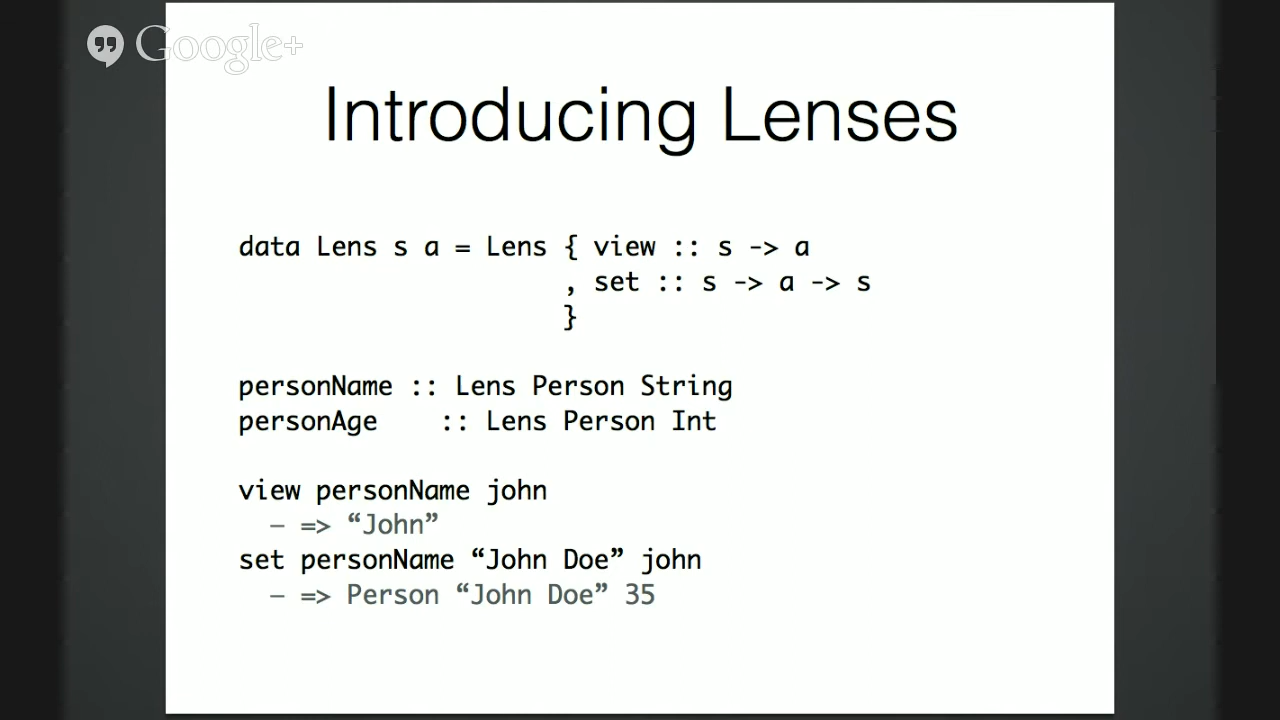 Google+
Introducing Lenses
data Lens s a = Lens { view :: s -> a
, set :: s -> a -> s
}
personName :: Lens Person String
personAge :: Lens Person Int
view personName john
– => “John”
set personName “John Doe” john
– => Person “John Doe” 35